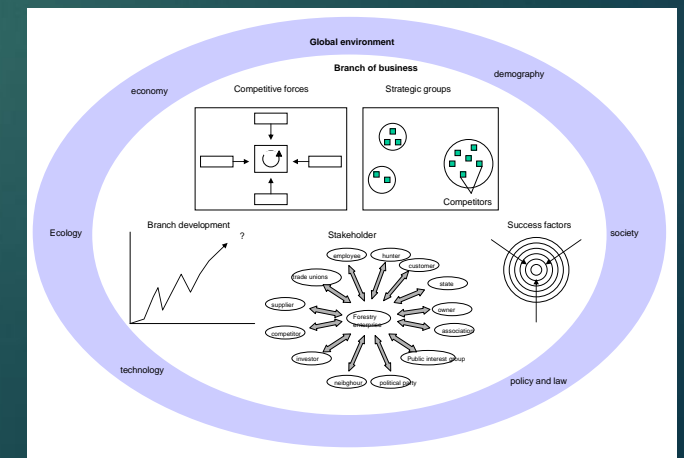 Global environment
Branch of business
demography
economy
Competitive forces
Strategic groups
Competitors
Branch development
?
Stakeholder
Success factors
Ecology
society
employee
hunter
customer
trade unions
state
supplier
owner
Forestry
enterprise
competitor
association
investor
Public interest group
neibghour
political party
technology
policy and law